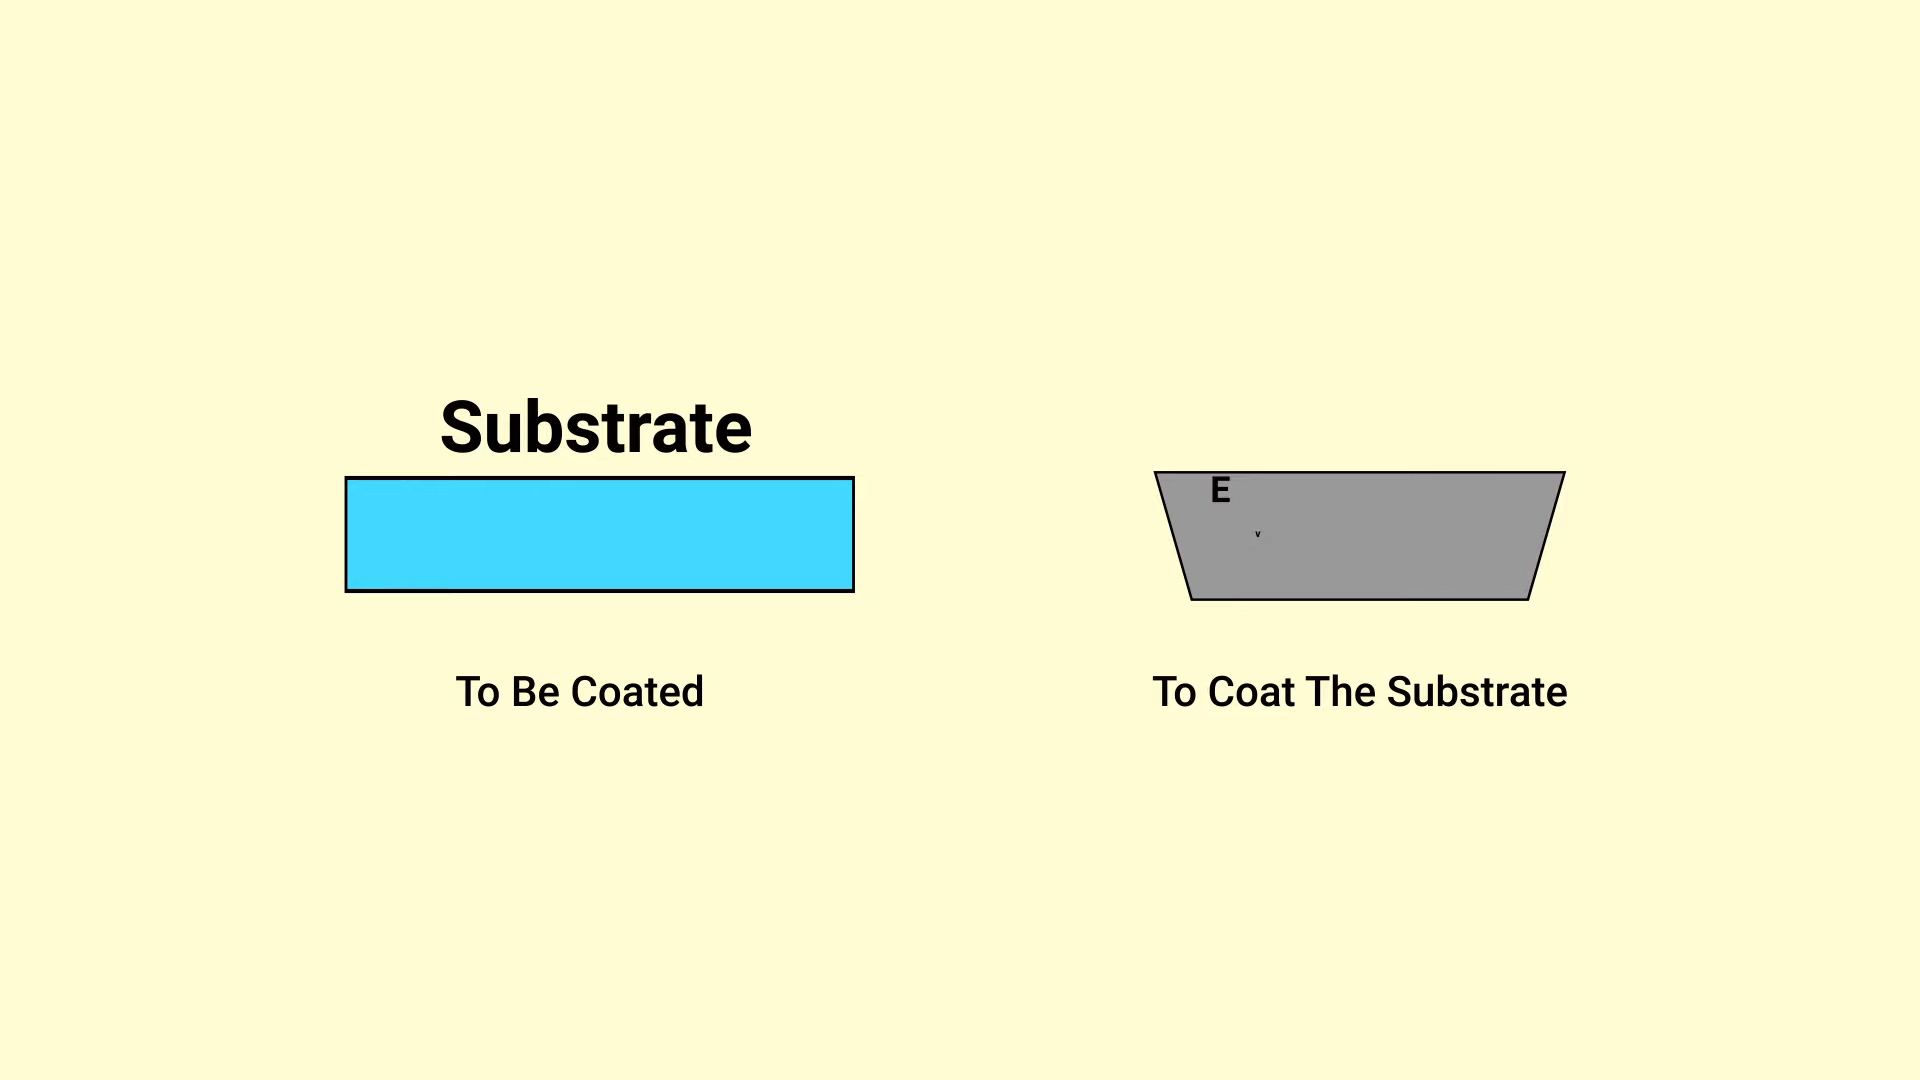 Substrate
E
v
To Be Coated
To Coat The Substrate